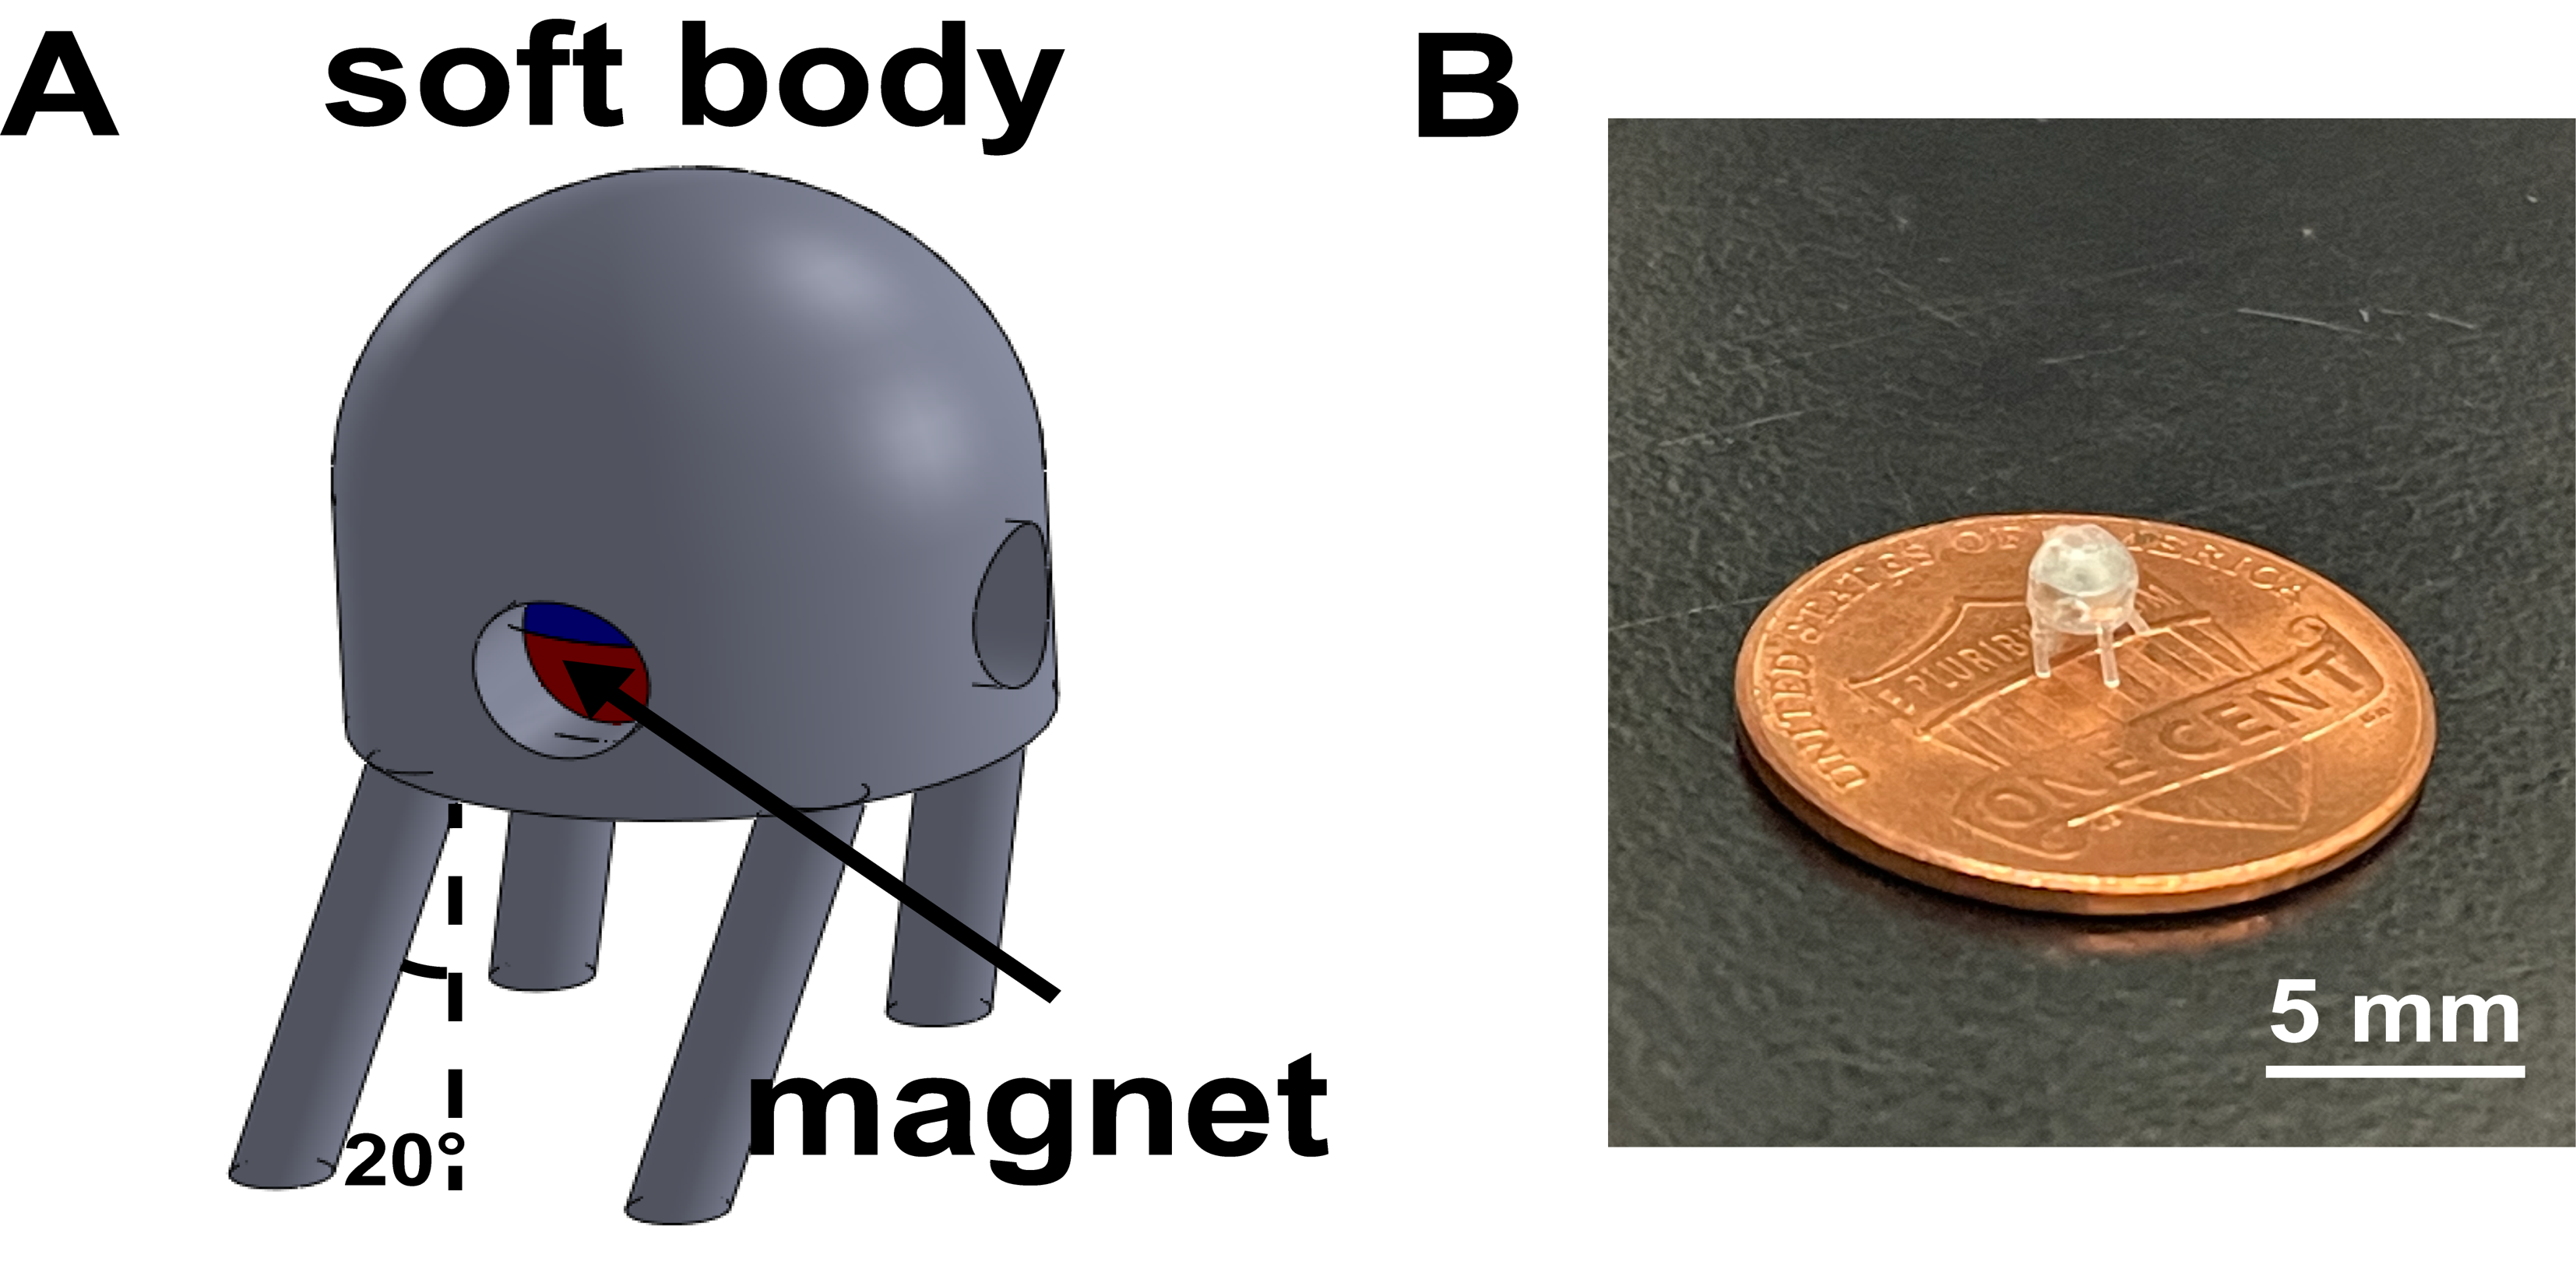 A
soft body
20°
magnet
B
UNITED STATES OF AMERICA
E PLURIBUS UNUM
ONE CENT
5 mm